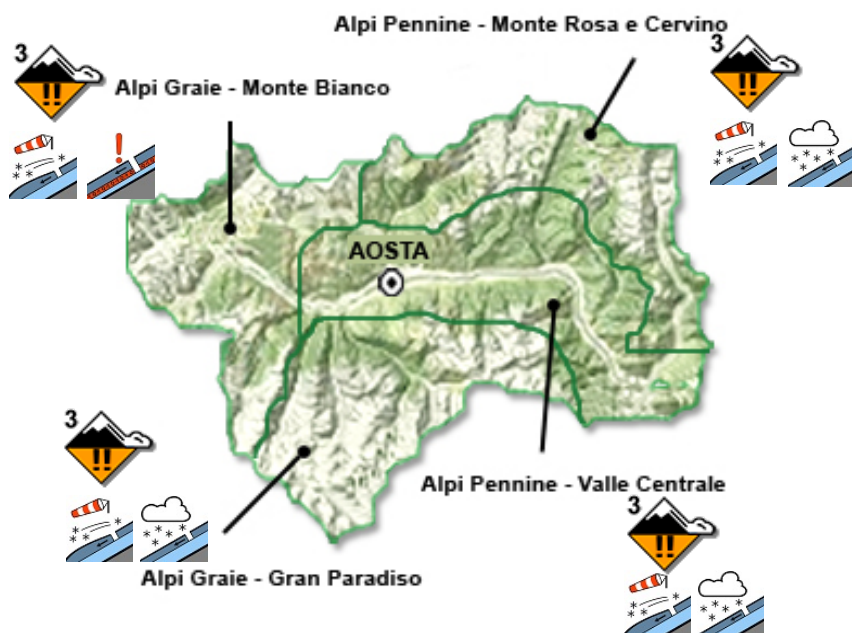 Alpi Pennine - Monte Rosa e Cervino
3
3
Alpi Graie - Monte Bianco
!!
!!
!
AOSTA
3
!!
Alpi Pennine - Valle Centrale
3
!!
Alpi Graie - Gran Paradiso